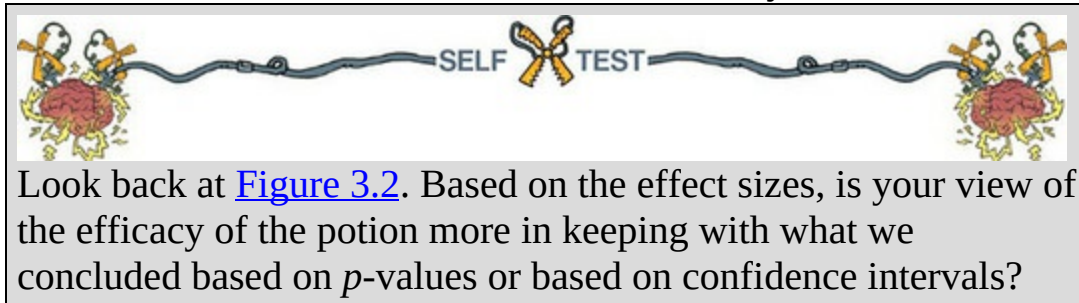 SELF TEST
Look back at Figure 3.2. Based on the effect sizes, is your view of
the efficacy of the potion more in keeping with what we
concluded based on p-values or based on confidence intervals?